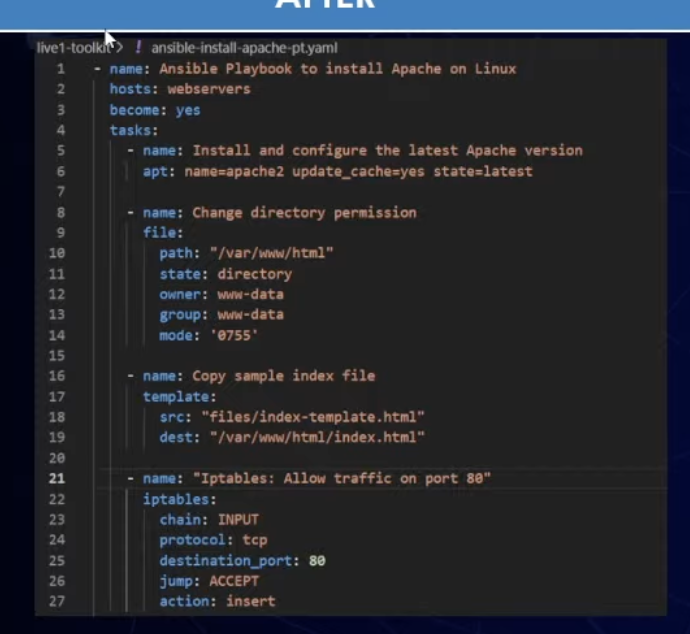 AFTER
live1-toolkit > ! ansible-install-apache-pt.yaml
1 - name: Ansible Playbook to install Apache on Linux
2 hosts: webservers
3 become: yes
4 tasks:
5 - name: Install and configure the latest Apache version
6 apt: name=apache2 update_cache=yes state=latest
7
8 - name: Change directory permission
9 file:
10 path: "/var/www/html"
11 state: directory
12 owner: www-data
13 group: www-data
14 mode: '0755'
15
16 - name: Copy sample index file
17 template:
18 src: "files/index-template.html"
19 dest: "/var/www/html/index.html"
20
21 - name: "Iptables: Allow traffic on port 80"
22 iptables:
23 chain: INPUT
24 protocol: tcp
25 destination_port: 80
26 jump: ACCEPT
27 action: insert